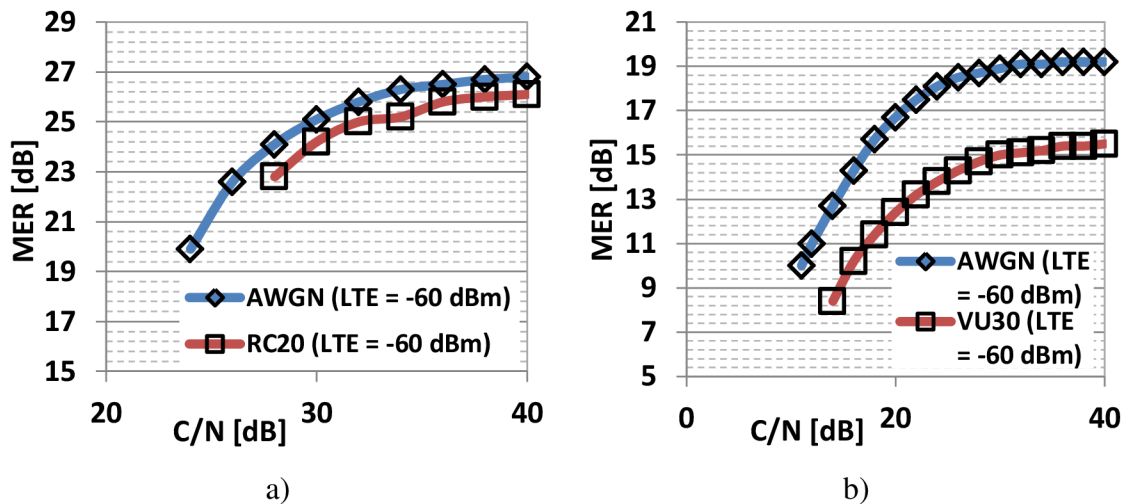 29
27
25
23
21
19
17
15
MER [dB]
AWGN (LTE = -60 dBm)
RC20 (LTE = -60 dBm)
20
30
40
C/N [dB]
a)
21
19
17
15
13
11
9
7
5
MER [dB]
AWGN (LTE
= -60 dBm)
VU30 (LTE
= -60 dBm)
0
20
40
C/N [dB]
b)